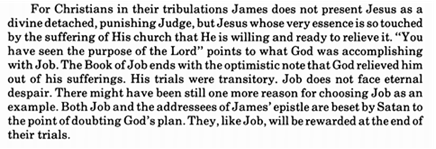 For Christians in their tribulations James does not present Jesus as a
divine detached, punishing Judge, but Jesus whose very essence is so touched
by the suffering of His church that He is willing and ready to relieve it. “You
have seen the purpose of the Lord” points to what God was accomplishing
with Job. The Book of Job ends with the optimistic note that God relieved him
out of his sufferings. His trials were transitory. Job does not face eternal
despair. There might have been still one more reason for choosing Job as an
example. Both Job and the addressees of James’ epistle are beset by Satan to
the point of doubting God’s plan. They, like Job, will be rewarded at the end of
their trials.